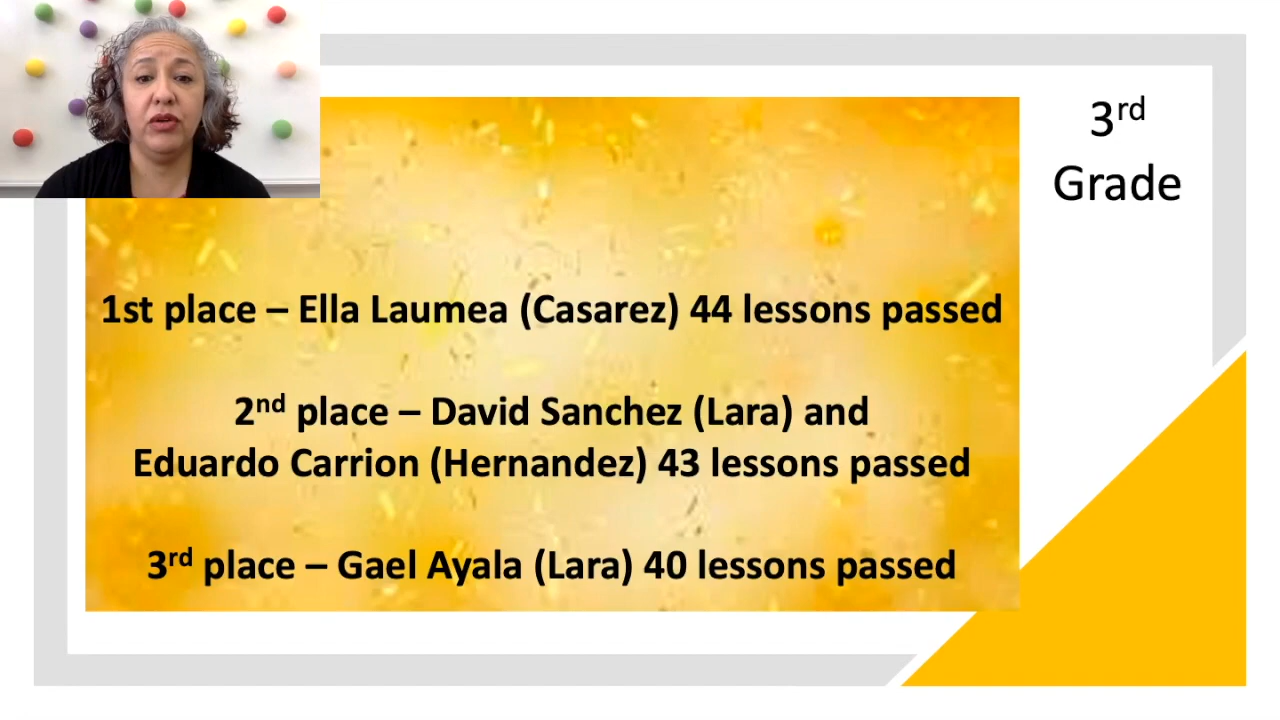 3rd
Grade
1st place – Ella Laumea (Casarez) 44 lessons passed
2nd place – David Sanchez (Lara) and
Eduardo Carrion (Hernandez) 43 lessons passed
3rd place – Gael Ayala (Lara) 40 lessons passed